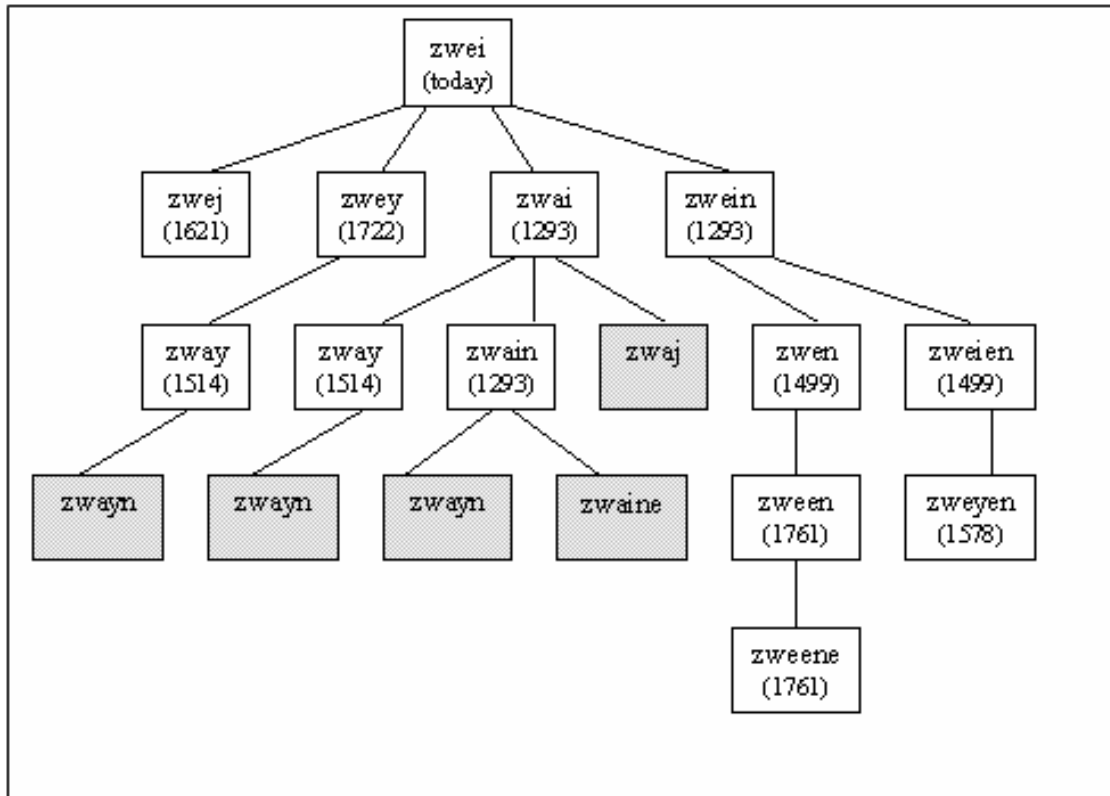 zwei
(today)
zwej
(1621)
zwey
(1722)
zwai
(1293)
zwein
(1293)
zway
(1514)
zway
(1514)
zwain
(1293)
zwaj
zwen
(1499)
zweien
(1499)
zwayn
zwayn
zwayn
zwaine
zween
(1761)
zweyen
(1578)
zweene
(1761)